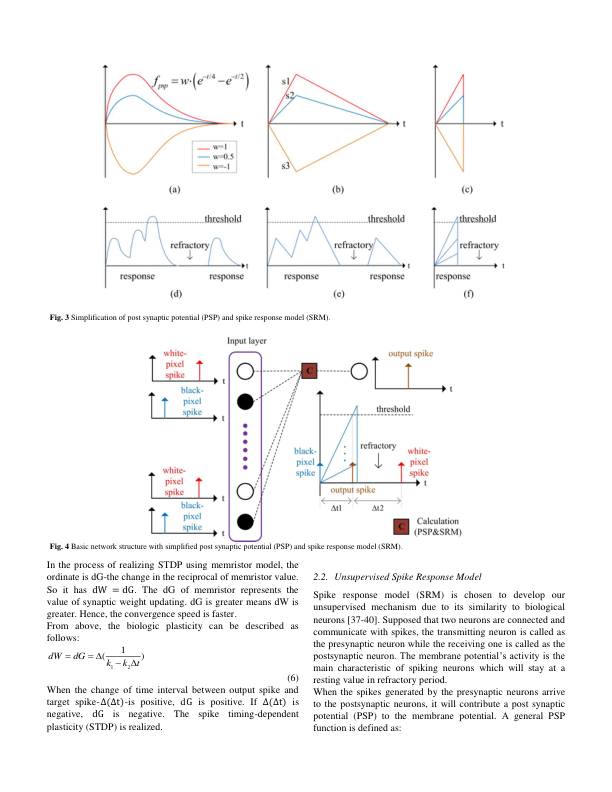 f_psp = w·(e^{-t/4} − e^{-t/2})
t
w=1
w=0.5
w=-1
(a)
s1
s2
s3
t
(b)
t
(c)
threshold
refractory
t
response
response
(d)
threshold
refractory
t
response
response
(e)
threshold
refractory
t
response
(f)
Fig. 3 Simplification of post synaptic potential (PSP) and spike response model (SRM).
Input layer
white-
pixel
spike
t
black-
pixel
spike
t
white-
pixel
spike
t
black-
pixel
spike
t
C
output spike
t
threshold
black-
pixel
spike
refractory
white-
pixel
spike
t
output spike
Δt1
Δt2
C
Calculation
(PSP&SRM)
Fig. 4 Basic network structure with simplified post synaptic potential (PSP) and spike response model (SRM).
In the process of realizing STDP using memristor model, the
ordinate is dG-the change in the reciprocal of memristor value.
So it has dW = dG. The dG of memristor represents the
value of synaptic weight updating. dG is greater means dW is
greater. Hence, the convergence speed is faster.
From above, the biologic plasticity can be described as
follows:
dW = dG = Δ(1/(k₁ − k₂Δt))
(6)
When the change of time interval between output spike and
target spike-Δ(Δt)-is positive, dG is positive. If Δ(Δt) is
negative, dG is negative. The spike timing-dependent
plasticity (STDP) is realized.
2.2. Unsupervised Spike Response Model
Spike response model (SRM) is chosen to develop our
unsupervised mechanism due to its similarity to biological
neurons [37-40]. Supposed that two neurons are connected and
communicate with spikes, the transmitting neuron is called as
the presynaptic neuron while the receiving one is called as the
postsynaptic neuron. The membrane potential's activity is the
main characteristic of spiking neurons which will stay at a
resting value in refractory period.
When the spikes generated by the presynaptic neurons arrive
to the postsynaptic neurons, it will contribute a post synaptic
potential (PSP) to the membrane potential. A general PSP
function is defined as: